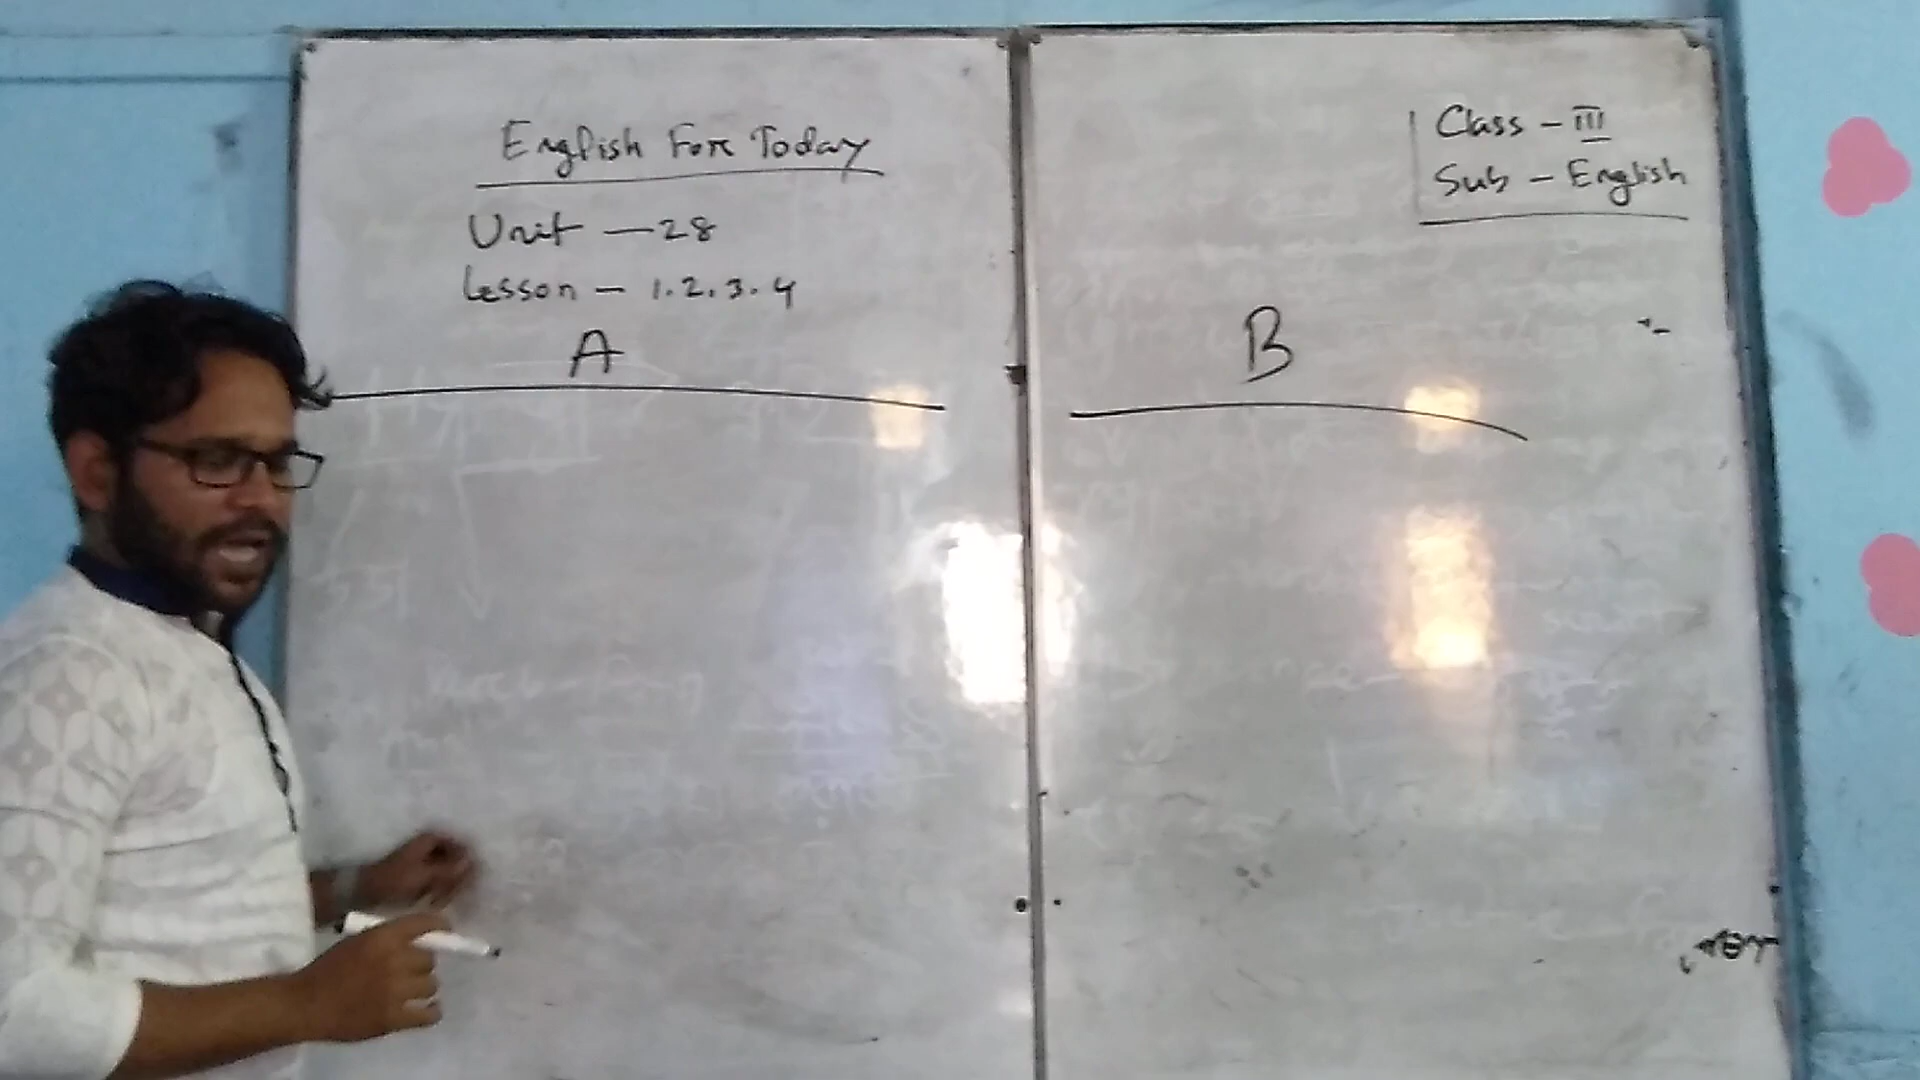 English For Today
Unit — 28
Lesson — 1.2.3.4
A
Class — III
Sub — English
B